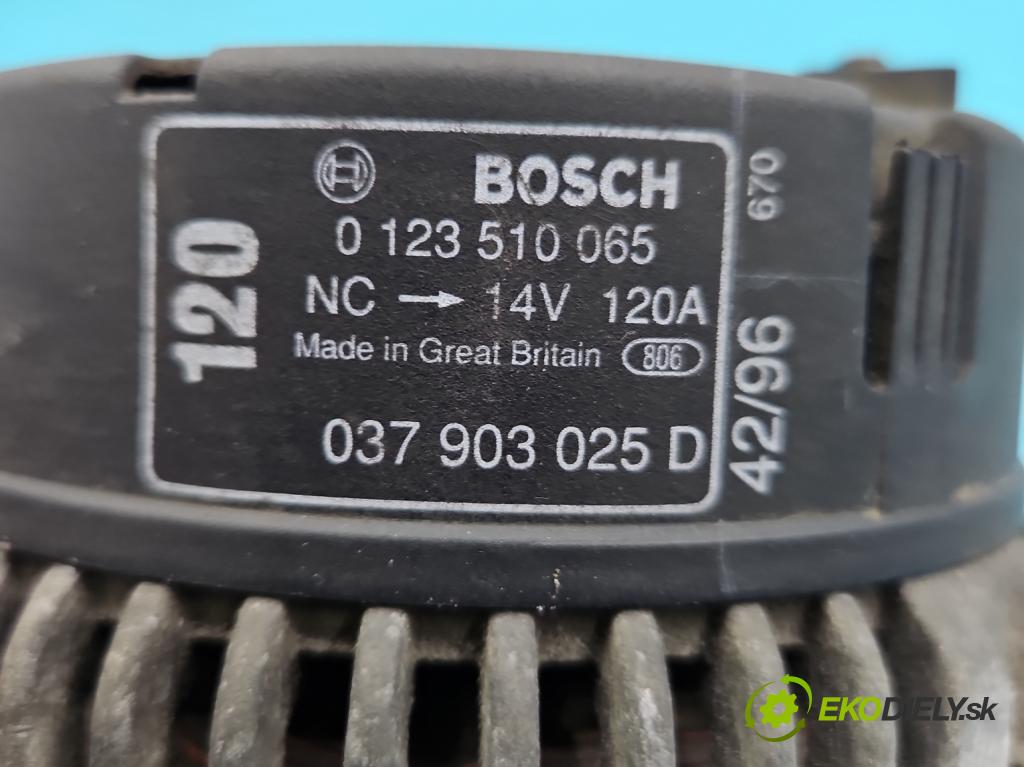 BOSCH
0 123 510 065
NC → 14V 120A
Made in Great Britain 806
037 903 025 D
120
42/96
670
EKODIELY.sk